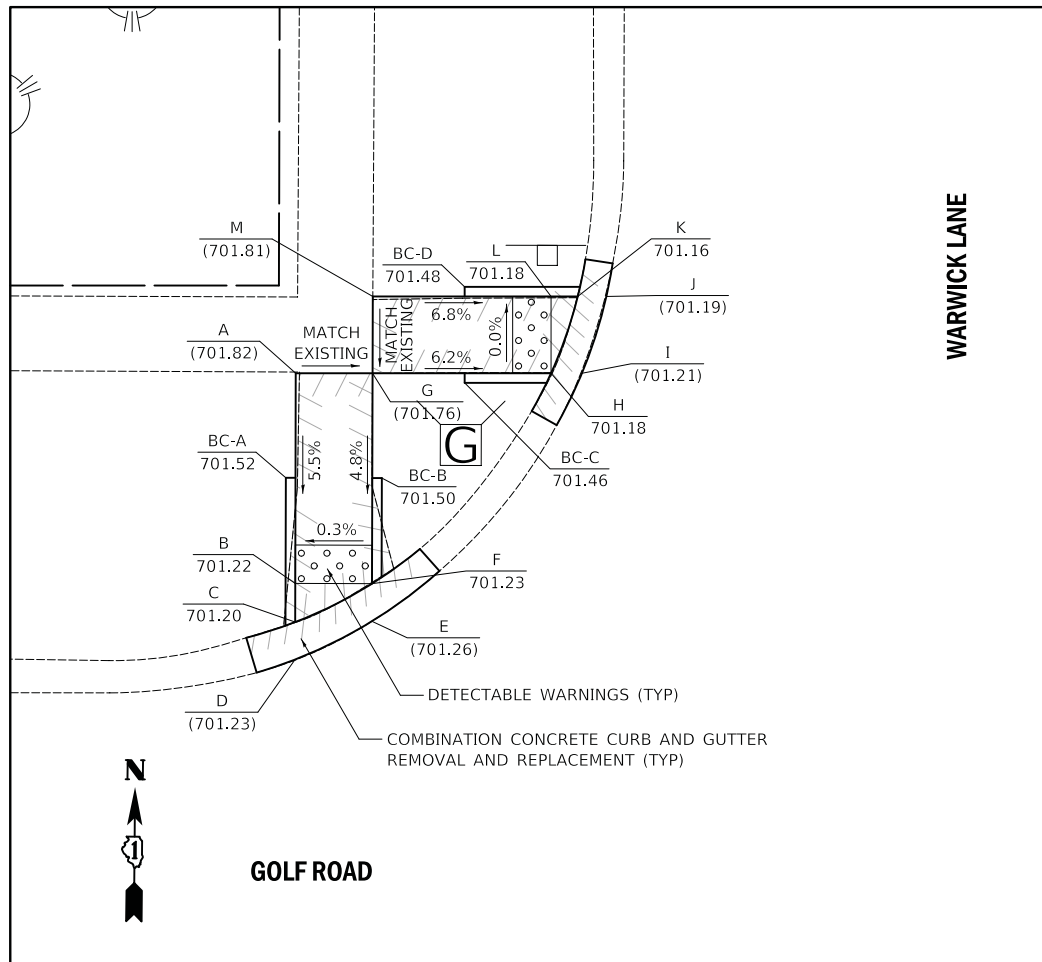 M
(701.81)
BC-D
701.48
L
701.18
K
701.16
J
(701.19)
WARWICK LANE
A
(701.82)
MATCH
EXISTING
MATCH
EXISTING
6.8%
6.2%
0.0%
I
(701.21)
G
(701.76)
H
701.18
G
BC-A
701.52
5.5%
4.8%
BC-B
701.50
BC-C
701.46
0.3%
B
701.22
F
701.23
C
701.20
E
(701.26)
D
(701.23)
DETECTABLE WARNINGS (TYP)
COMBINATION CONCRETE CURB AND GUTTER
REMOVAL AND REPLACEMENT (TYP)
N
1
GOLF ROAD